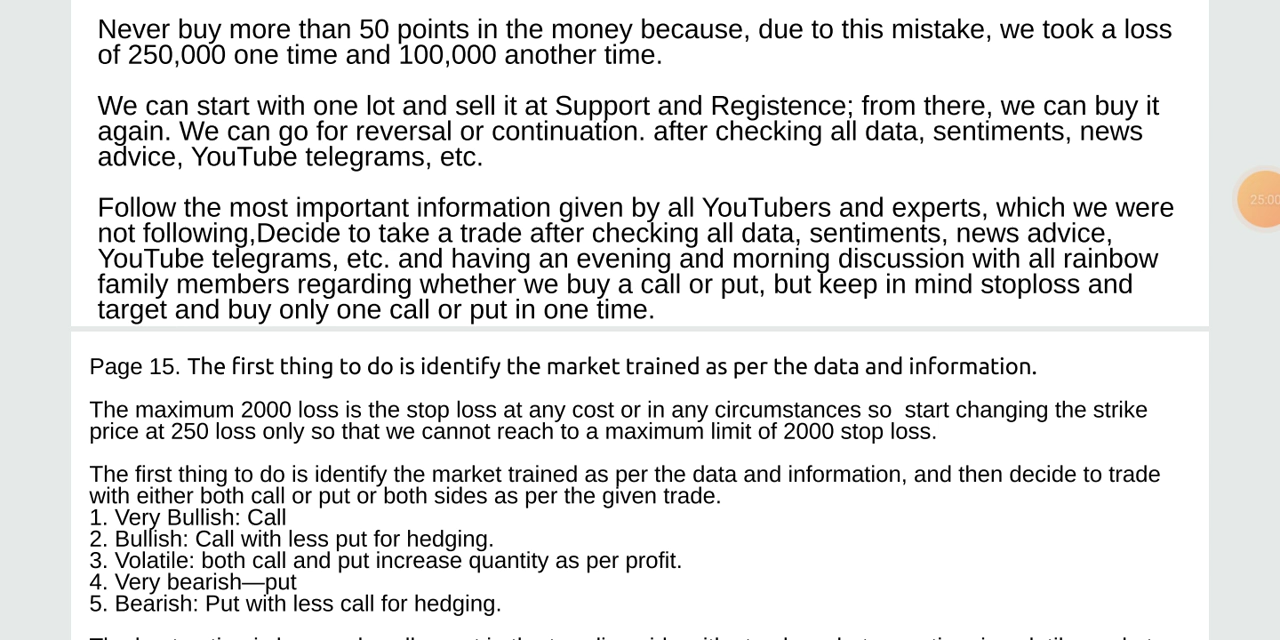 Never buy more than 50 points in the money because, due to this mistake, we took a loss
of 250,000 one time and 100,000 another time.
We can start with one lot and sell it at Support and Registence; from there, we can buy it
again. We can go for reversal or continuation. after checking all data, sentiments, news
advice, YouTube telegrams, etc.
Follow the most important information given by all YouTubers and experts, which we were
not following,Decide to take a trade after checking all data, sentiments, news advice,
YouTube telegrams, etc. and having an evening and morning discussion with all rainbow
family members regarding whether we buy a call or put, but keep in mind stoploss and
target and buy only one call or put in one time.
25:00
Page 15. The first thing to do is identify the market trained as per the data and information.
The maximum 2000 loss is the stop loss at any cost or in any circumstances so  start changing the strike
price at 250 loss only so that we cannot reach to a maximum limit of 2000 stop loss.
The first thing to do is identify the market trained as per the data and information, and then decide to trade
with either both call or put or both sides as per the given trade.
1. Very Bullish: Call
2. Bullish: Call with less put for hedging.
3. Volatile: both call and put increase quantity as per profit.
4. Very bearish—put
5. Bearish: Put with less call for hedging.